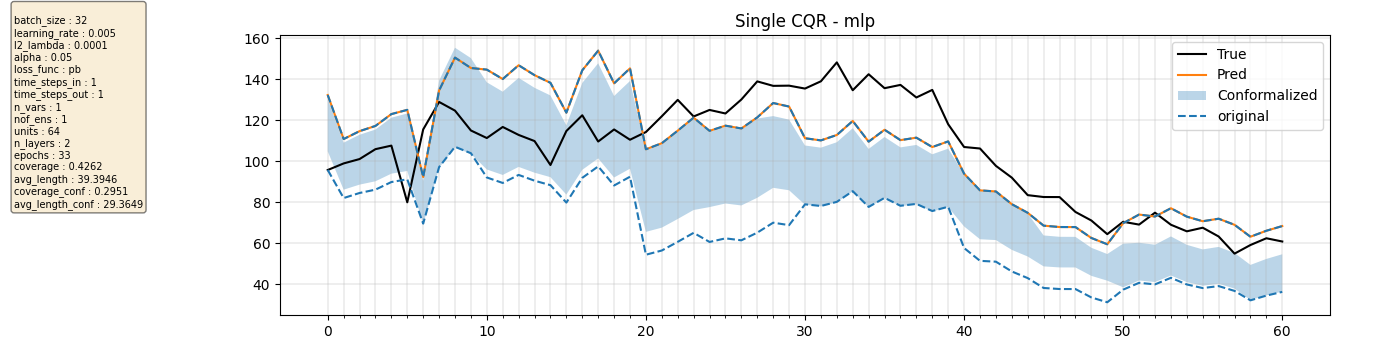 batch_size : 32
learning_rate : 0.005
l2_lambda : 0.0001
alpha : 0.05
loss_func : pb
time_steps_in : 1
time_steps_out : 1
n_vars : 1
nof_ens : 1
units : 64
n_layers : 2
epochs : 33
coverage : 0.4262
avg_length : 39.3946
coverage_conf : 0.2951
avg_length_conf : 29.3649
Single CQR - mlp
160
140
120
100
80
60
40
0 10 20 30 40 50 60
True
Pred
Conformalized
original